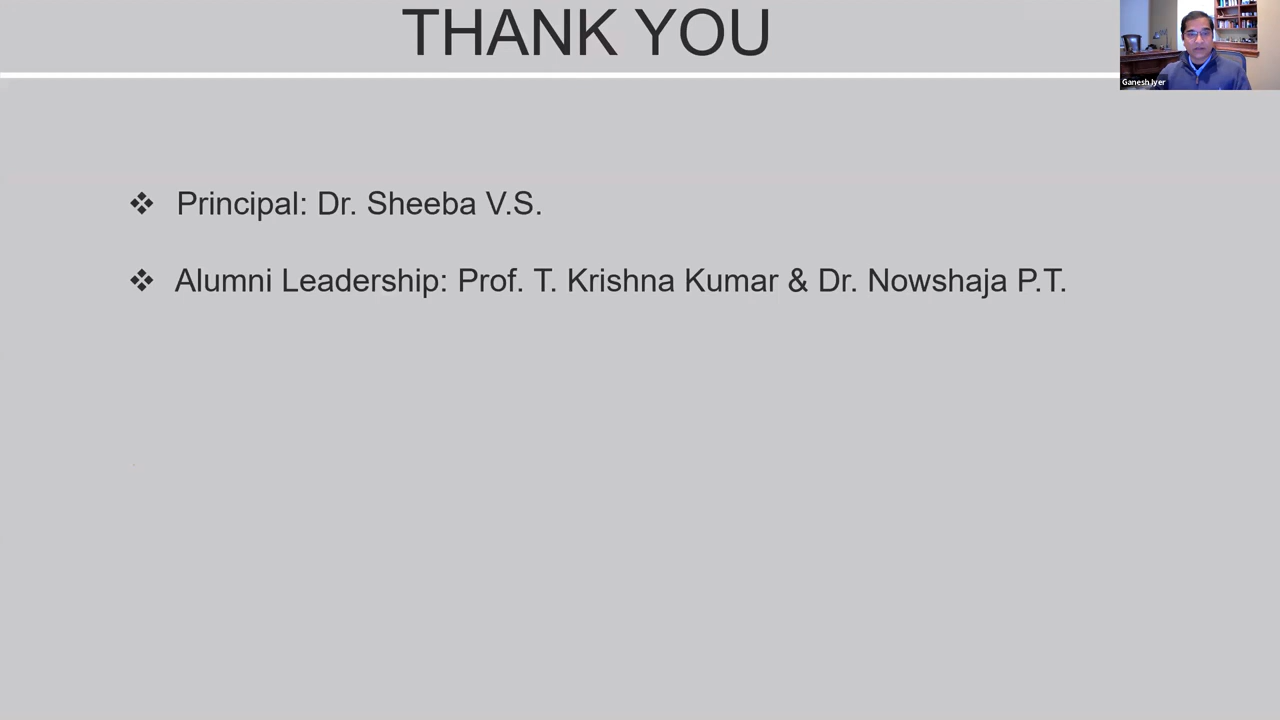 THANK YOU
Ganesh Iyer
❖ Principal: Dr. Sheeba V.S.
❖ Alumni Leadership: Prof. T. Krishna Kumar & Dr. Nowshaja P.T.